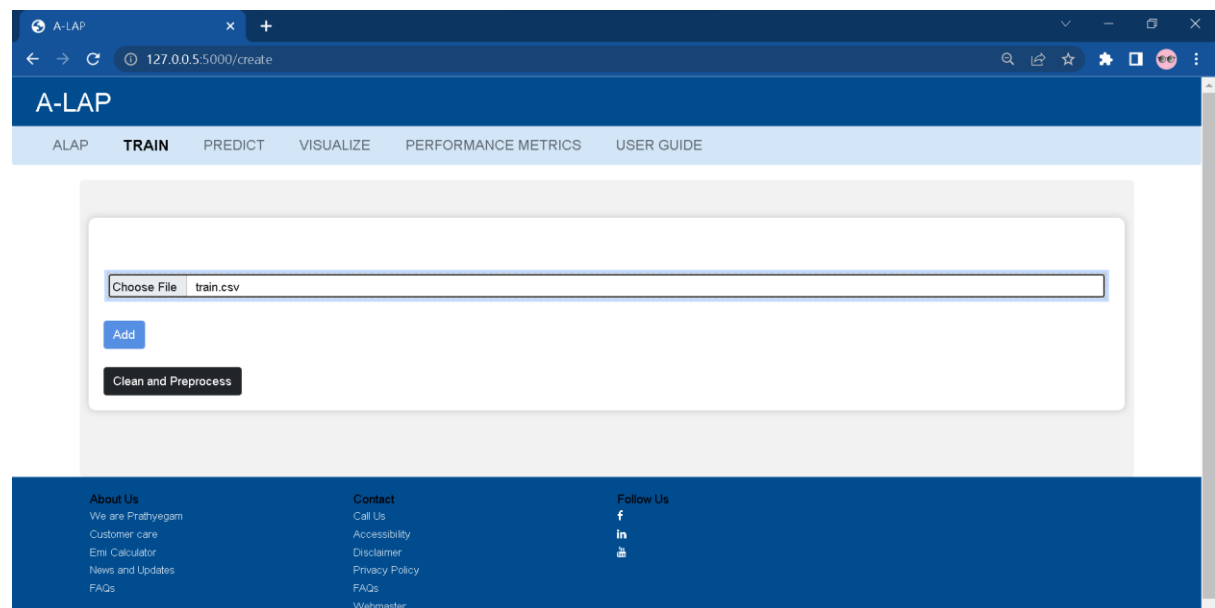 A-LAP
127.0.0.5:5000/create
A-LAP
ALAP TRAIN PREDICT VISUALIZE PERFORMANCE METRICS USER GUIDE
Choose File train.csv
Add
Clean and Preprocess
About Us
We are Prathyegam
Customer care
Emi Calculator
News and Updates
FAQs
Contact
Call Us
Accessibility
Disclaimer
Privacy Policy
FAQs
Webmaster
Follow Us